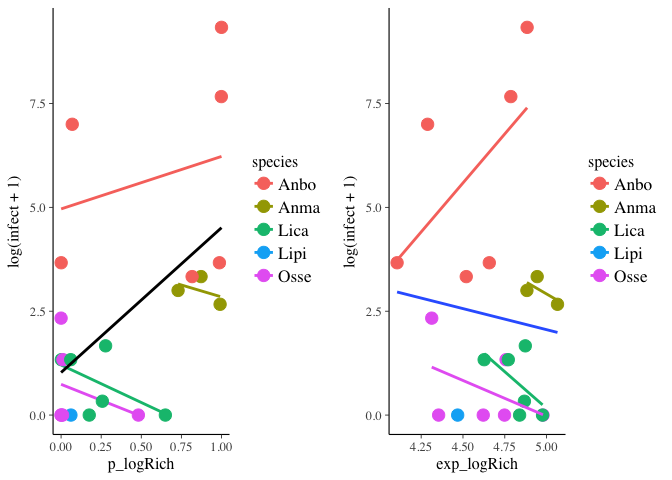 log(infect + 1)
7.5
5.0
2.5
0.0
0.00 0.25 0.50 0.75 1.00
p_logRich
species
Anbo
Anma
Lica
Lipi
Osse
log(infect + 1)
7.5
5.0
2.5
0.0
4.25 4.50 4.75 5.00
exp_logRich
species
Anbo
Anma
Lica
Lipi
Osse